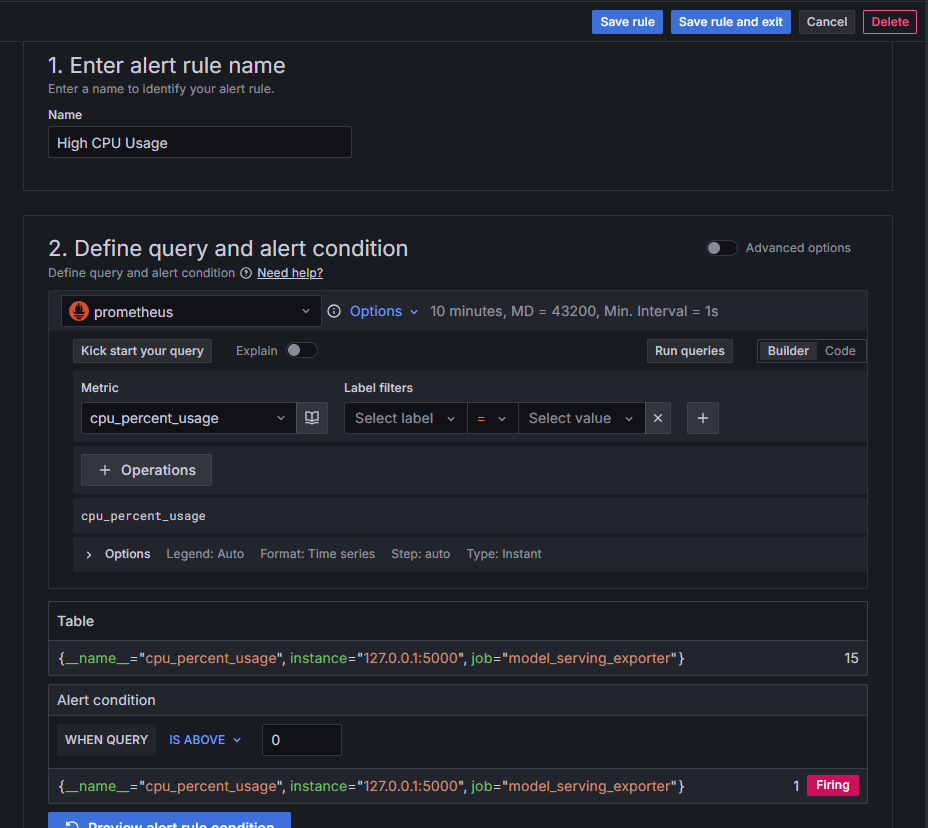 Save rule Save rule and exit Cancel Delete
1. Enter alert rule name
Enter a name to identify your alert rule.
Name
High CPU Usage
2. Define query and alert condition
Advanced options
Define query and alert condition Need help?
prometheus Options 10 minutes, MD = 43200, Min. Interval = 1s
Kick start your query Explain Run queries Builder Code
Metric Label filters
cpu_percent_usage Select label = Select value × +
+ Operations
cpu_percent_usage
> Options Legend: Auto Format: Time series Step: auto Type: Instant
Table
{__name__="cpu_percent_usage", instance="127.0.0.1:5000", job="model_serving_exporter"} 15
Alert condition
WHEN QUERY IS ABOVE 0
{__name__="cpu_percent_usage", instance="127.0.0.1:5000", job="model_serving_exporter"} 1 Firing
Preview alert rule condition